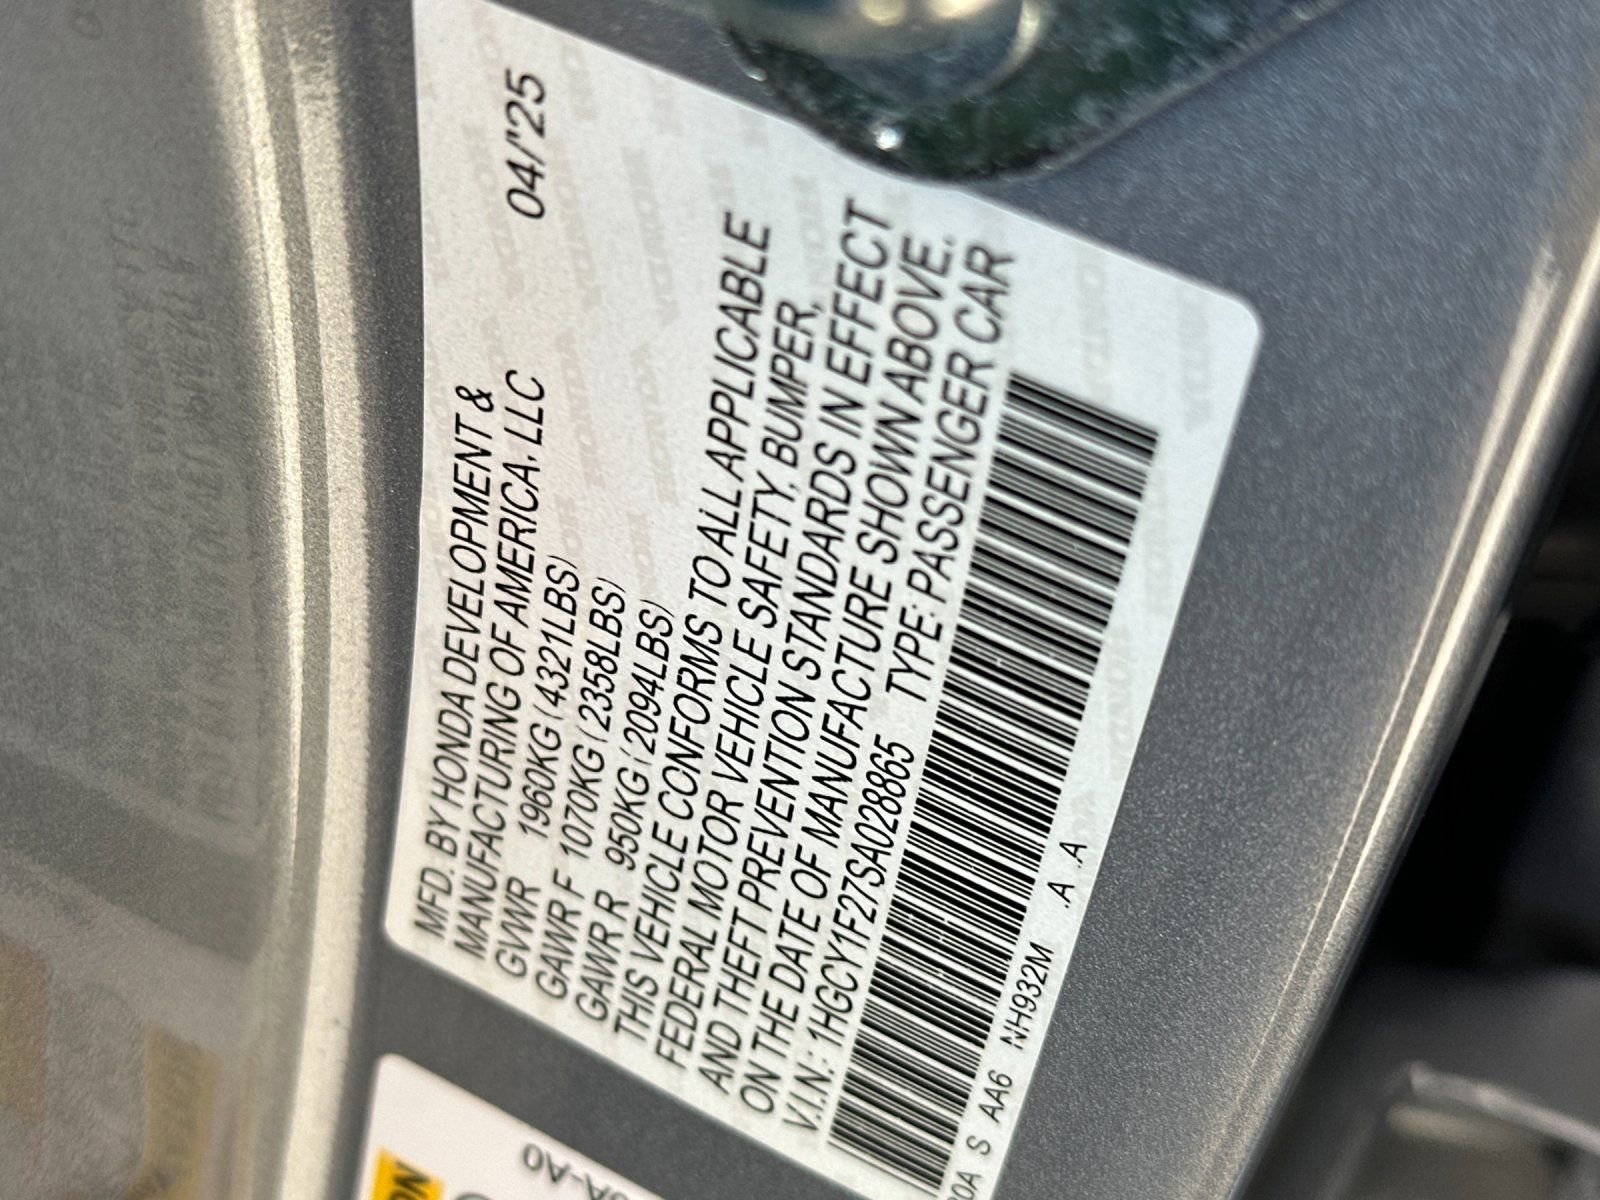 04/'25
MFD. BY HONDA DEVELOPMENT &
MANUFACTURING OF AMERICA, LLC
GVWR 1960KG (4321LBS)
GAWR F 1070KG (2358LBS)
GAWR R 950KG (2094LBS)
THIS VEHICLE CONFORMS TO ALL APPLICABLE
FEDERAL MOTOR VEHICLE SAFETY, BUMPER,
AND THEFT PREVENTION STANDARDS IN EFFECT
ON THE DATE OF MANUFACTURE SHOWN ABOVE.
V.I.N.: 1HGCY1F27SA028865 TYPE: PASSENGER CAR
S AA6 NH932M .A .A